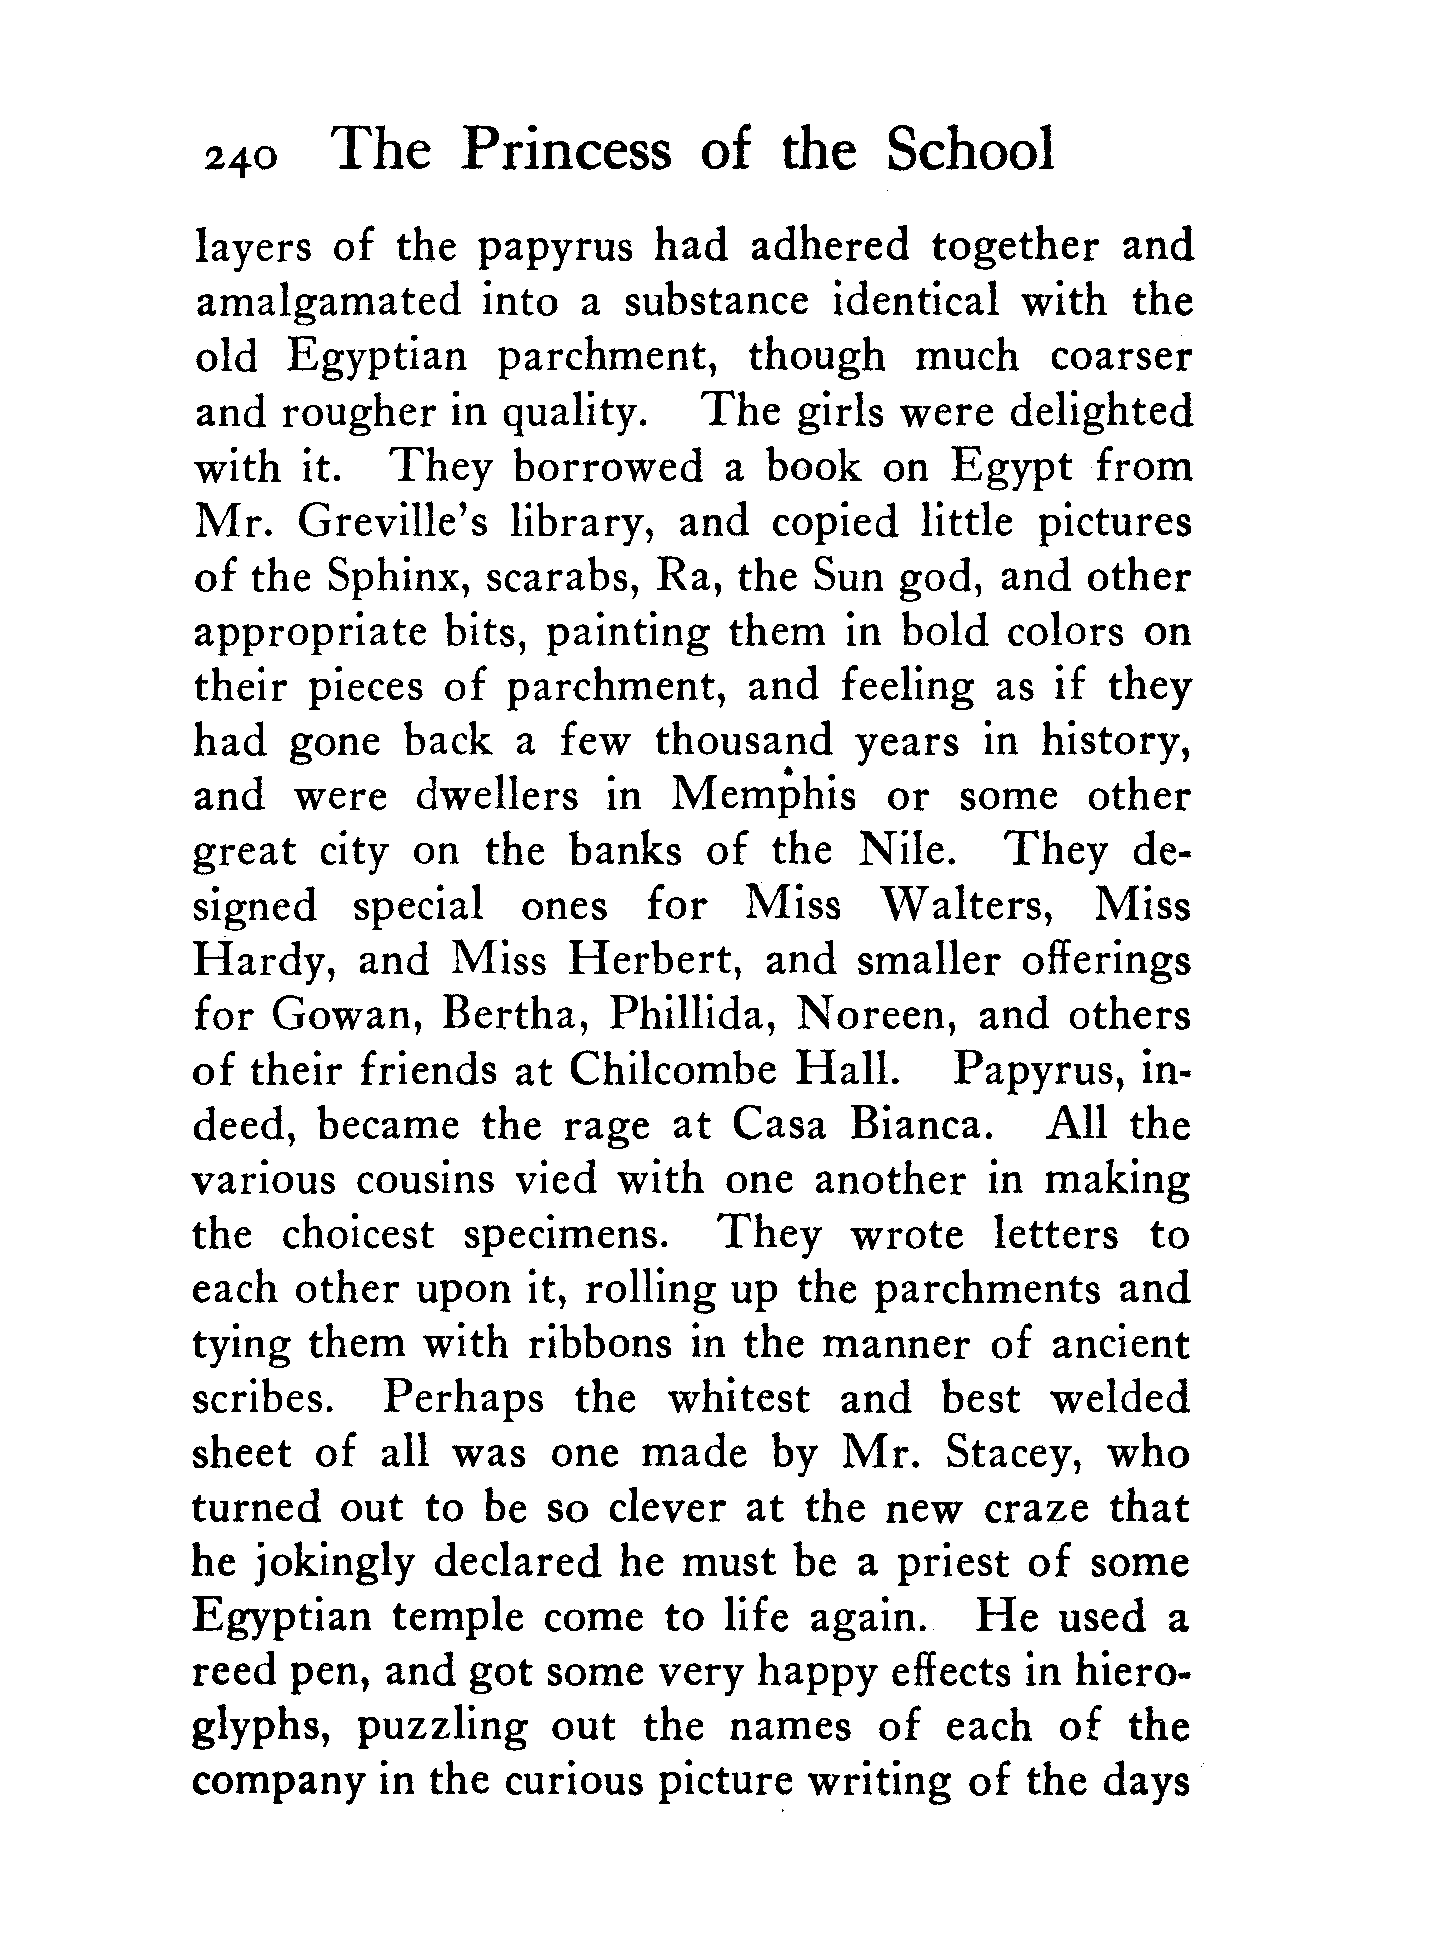 240 The Princess of the School
layers of the papyrus had adhered together and
amalgamated into a substance identical with the
old Egyptian parchment, though much coarser
and rougher in quality. The girls were delighted
with it. They borrowed a book on Egypt from
Mr. Greville's library, and copied little pictures
of the Sphinx, scarabs, Ra, the Sun god, and other
appropriate bits, painting them in bold colors on
their pieces of parchment, and feeling as if they
had gone back a few thousand years in history,
and were dwellers in Memphis or some other
great city on the banks of the Nile. They de-
signed special ones for Miss Walters, Miss
Hardy, and Miss Herbert, and smaller offerings
for Gowan, Bertha, Phillida, Noreen, and others
of their friends at Chilcombe Hall. Papyrus, in-
deed, became the rage at Casa Bianca. All the
various cousins vied with one another in making
the choicest specimens. They wrote letters to
each other upon it, rolling up the parchments and
tying them with ribbons in the manner of ancient
scribes. Perhaps the whitest and best welded
sheet of all was one made by Mr. Stacey, who
turned out to be so clever at the new craze that
he jokingly declared he must be a priest of some
Egyptian temple come to life again. He used a
reed pen, and got some very happy effects in hiero-
glyphs, puzzling out the names of each of the
company in the curious picture writing of the days